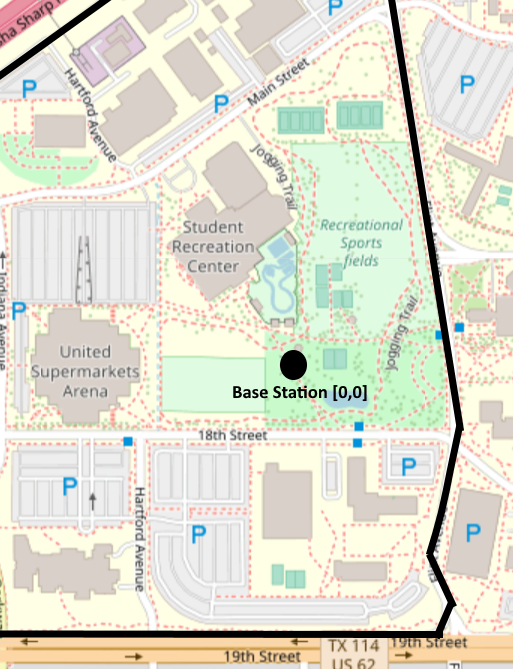 sha Sharp
P
P
Hartford Avenue
P
P
Main Street
Jogging Trail
Student
Recreation
Center
Recreational
Sports
fields
Indiana Avenue
P
Jogging Trail
United
Supermarkets
Arena
Base Station [0,0]
18th Street
P
P
Hartford Avenue
P
P
19th Street
TX 114
US 62
19th Street